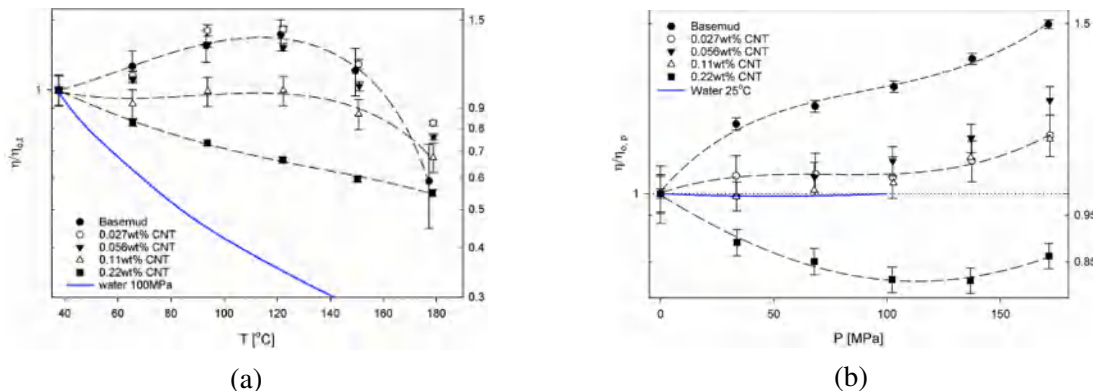 1.5
1
0.9
0.8
0.7
0.6
0.5
0.4
0.3
η/η₀,t
Basemud
0.027wt% CNT
0.056wt% CNT
0.11wt% CNT
0.22wt% CNT
water 100MPa
40 60 80 100 120 140 160 180
T [°C]
(a)
1.5
1
0.95
0.85
η/η₀,P
Basemud
0.027wt% CNT
0.056wt% CNT
0.11wt% CNT
0.22wt% CNT
Water 25°C
0 50 100 150
P [MPa]
(b)